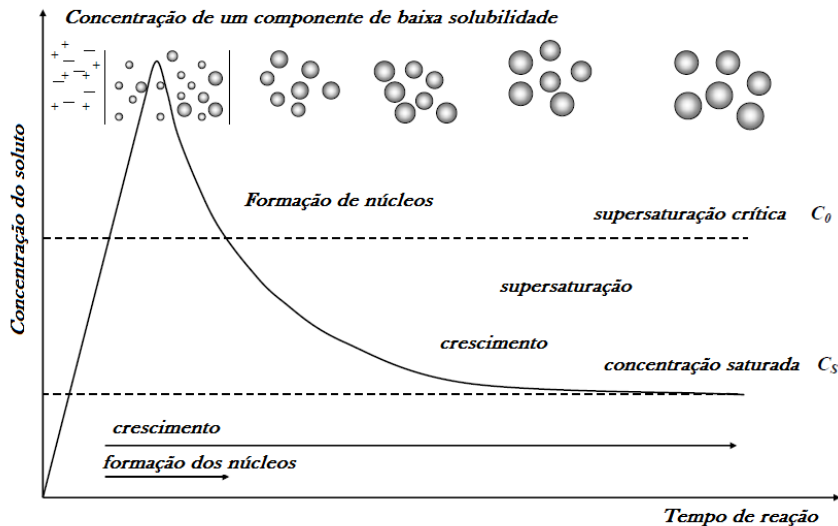 Concentração de um componente de baixa solubilidade
+ + — + — + + — + — + — + — +
Concentração do soluto
Formação de núcleos
supersaturação crítica C₀
supersaturação
crescimento
concentração saturada Cₛ
crescimento
formação dos núcleos
Tempo de reação